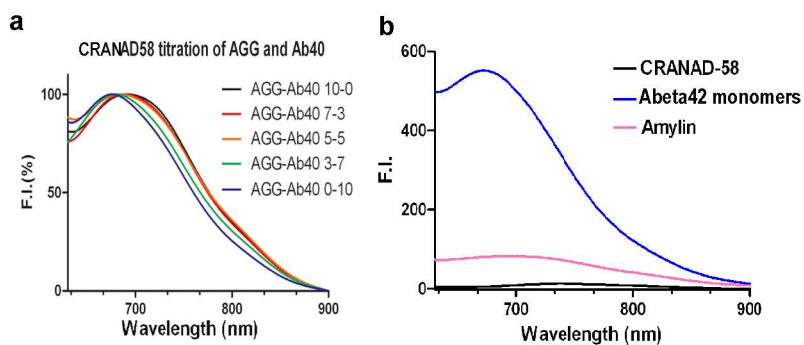 a
CRANAD58 titration of AGG and Ab40
F.I.(%)
100
50
0
AGG-Ab40 10-0
AGG-Ab40 7-3
AGG-Ab40 5-5
AGG-Ab40 3-7
AGG-Ab40 0-10
700
800
900
Wavelength (nm)
b
F.I.
600
400
200
0
CRANAD-58
Abeta42 monomers
Amylin
700
800
900
Wavelength (nm)